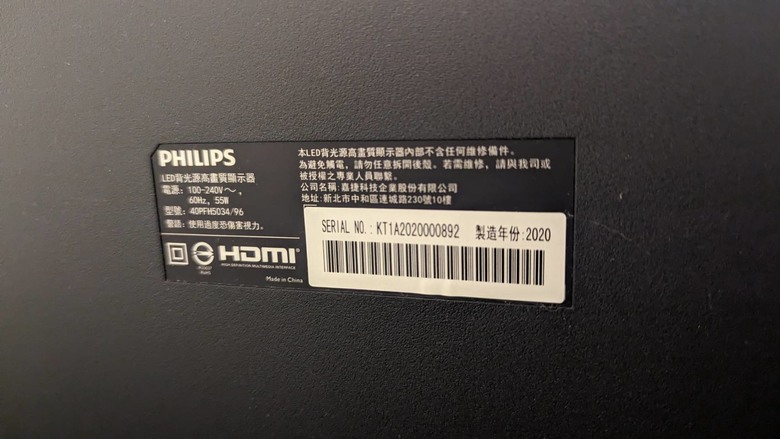 PHILIPS
LED背光源高畫質顯示器
電源: 100-240V～,
60Hz, 55W
型號: 40PFH5034/96
警語: 使用過度恐傷害視力。
HDMI
HIGH-DEFINITION MULTIMEDIA INTERFACE
Made in China
本LED背光源高畫質顯示器內部不含任何維修備件。
為避免觸電，請勿任意拆開後殼。若需維修，請與我司或
被授權之專業人員聯繫。
公司名稱: 嘉捷科技企業股份有限公司
地址: 新北市中和區連城路230號10樓
SERIAL NO.: KT1A2020000892 製造年份:2020